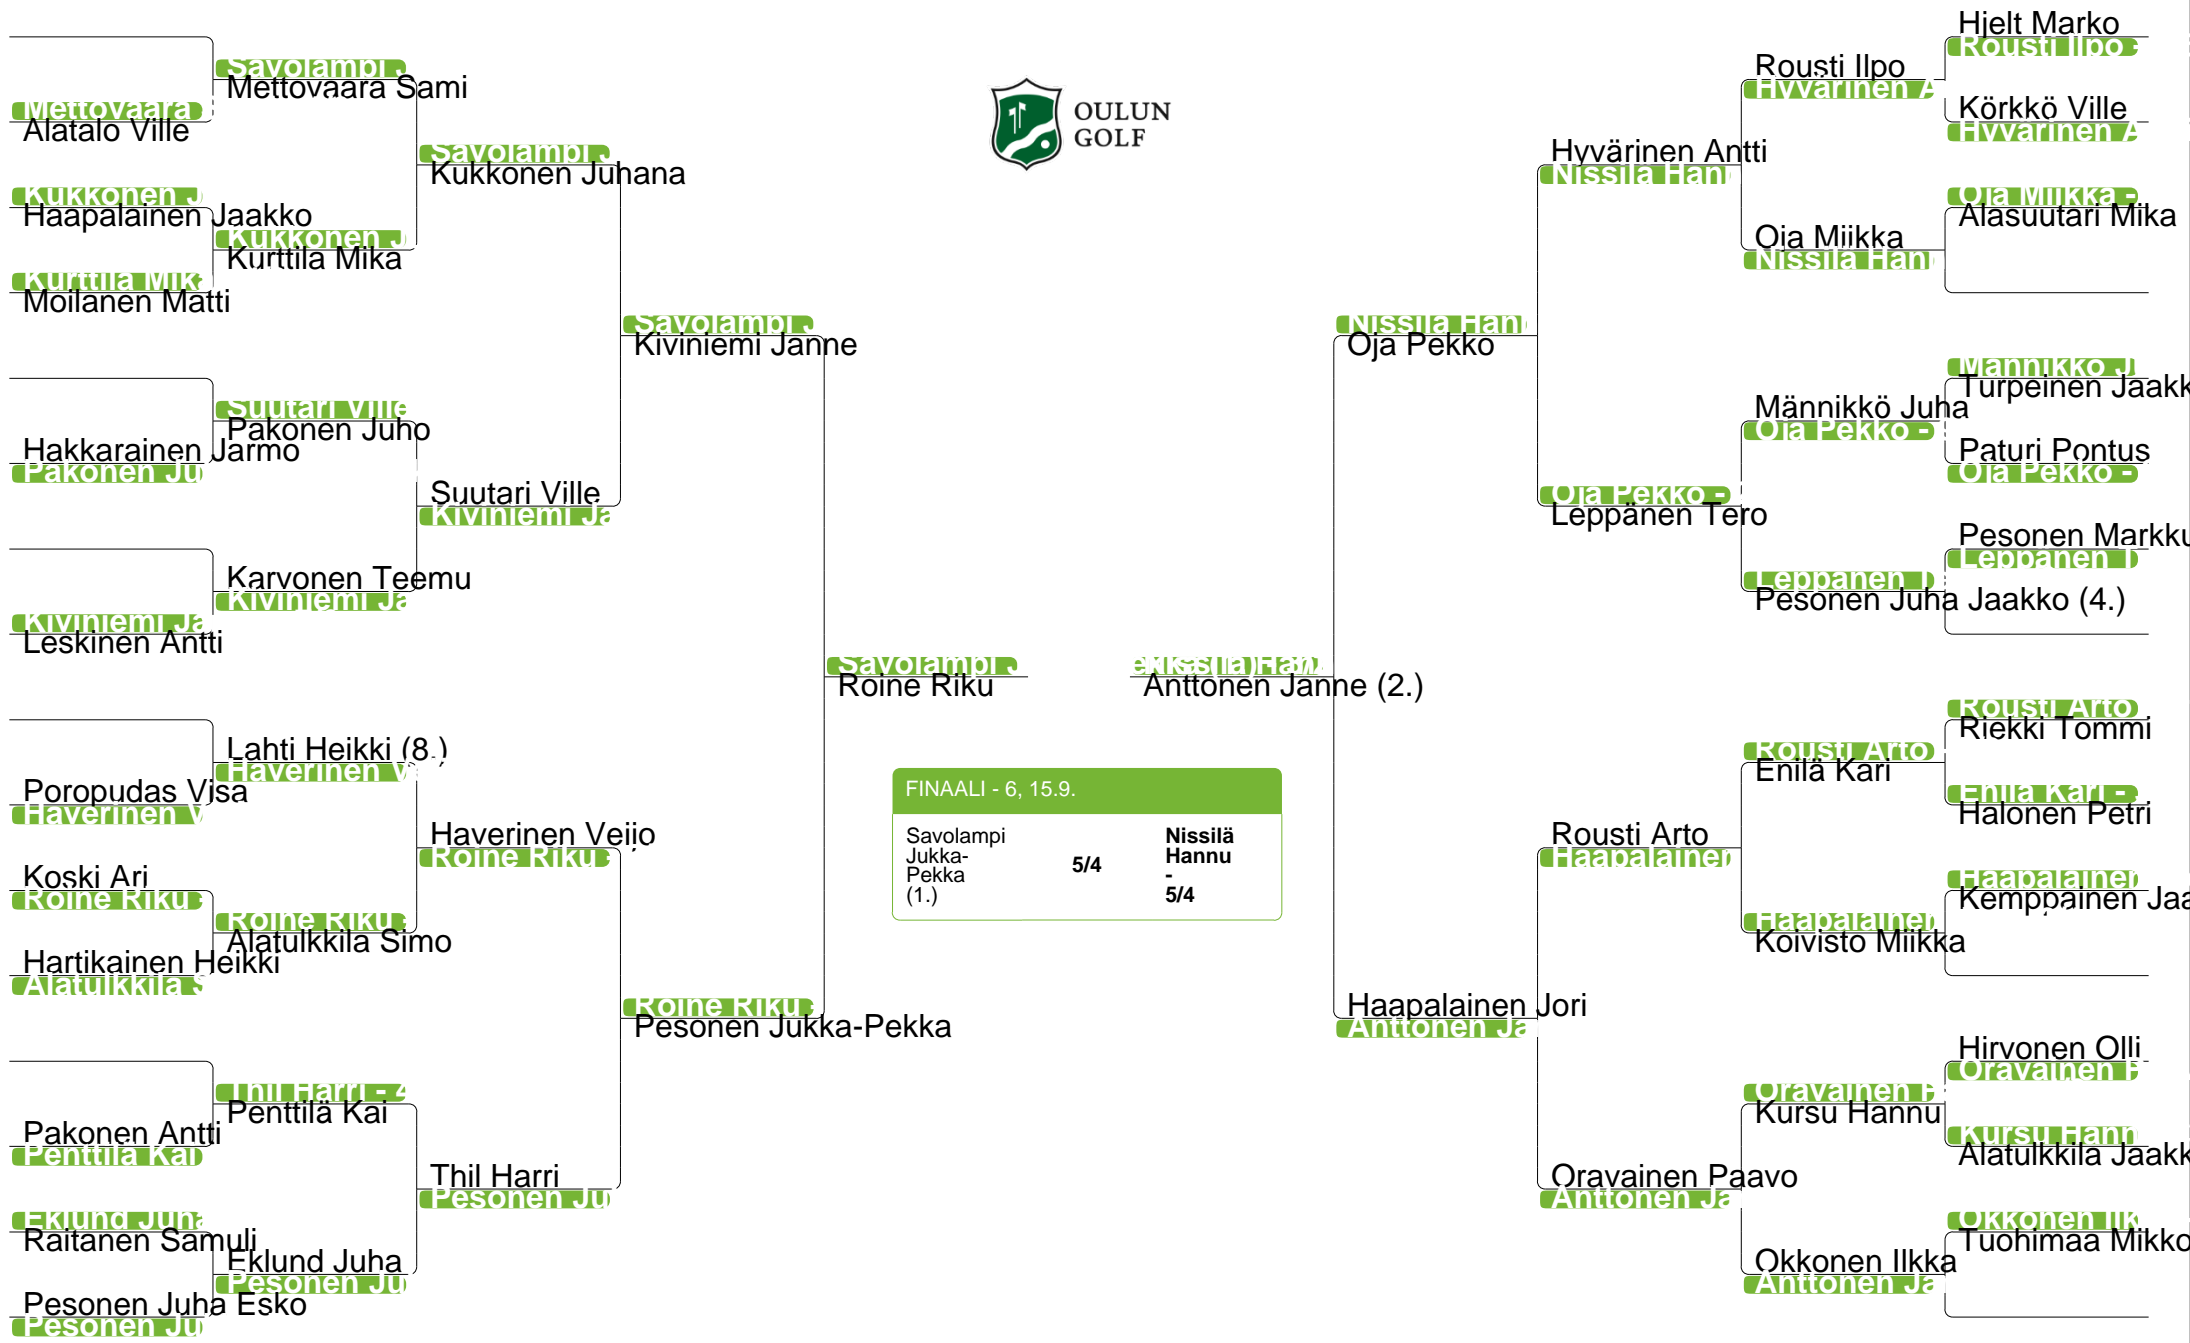 Savolampi J
Mettovaara Sami
Mettovaara
Alatalo Ville
Savolampi J
Kukkonen Juhana
Kukkonen J
Haapalainen Jaakko
Kukkonen J
Kurttila Mika
Kurttila Mika
Moilanen Matti
Savolampi J
Kiviniemi Janne
Suutari Ville
Pakonen Juho
Hakkarainen Jarmo
Pakonen Ju
Suutari Ville
Kiviniemi Ja
Karvonen Teemu
Kiviniemi Ja
Kiviniemi Ja
Leskinen Antti
Savolampi J
Roine Riku
Lahti Heikki (8.)
Haverinen Ve
Poropudas Visa
Haverinen V
Haverinen Veijo
Roine Riku -
Koski Ari
Roine Riku -
Roine Riku -
Alatulkkila Simo
Hartikainen Heikki
Alatulkkila S
Roine Riku -
Pesonen Jukka-Pekka
Thil Harri - 4
Penttilä Kai
Pakonen Antti
Penttilä Kai
Thil Harri
Pesonen Ju
Eklund Juha
Raitanen Samuli
Eklund Juha
Pesonen Ju
Pesonen Juha Esko
Pesonen Ju
OULUN
GOLF
FINAALI - 6, 15.9.
Savolampi
Jukka-
Pekka
(1.)
5/4
Nissilä
Hannu
-
5/4
Nissilä Han
Anttonen Janne (2.)
Nissilä Hann
Oja Pekko
Hyvärinen Antti
Nissilä Hann
Rousti Ilpo
Hyvärinen A
Hjelt Marko
Rousti Ilpo -
Körkkö Ville
Hyvärinen A
Oja Miikka
Nissilä Hann
Oja Miikka -
Alasuutari Mika
Oja Pekko -
Leppänen Tero
Männikkö Juha
Oja Pekko -
Männikkö J
Turpeinen Jaakk
Paturi Pontus
Oja Pekko -
Leppänen Te
Pesonen Juha Jaakko (4.)
Pesonen Markku
Leppänen T
Haapalainen Jori
Anttonen Ja
Rousti Arto
Haapalainen
Rousti Arto -
Enilä Kari
Rousti Arto
Riekki Tommi
Enilä Kari -
Halonen Petri
Haapalainen
Koivisto Miikka
Haapalainen
Kemppainen Jaa
Oravainen Paavo
Anttonen Ja
Oravainen P
Kursu Hannu
Hirvonen Olli
Oravainen P
Kursu Hann
Alatulkkila Jaakk
Okkonen Ilkka
Anttonen Ja
Okkonen Ilk
Tuohimaa Mikko